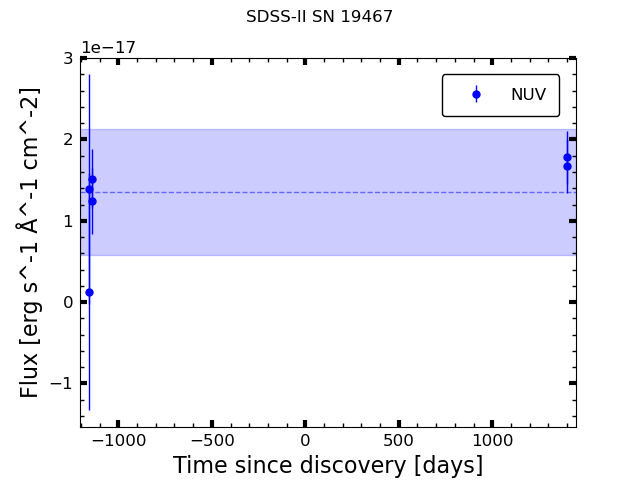 SDSS-II SN 19467
1e−17
NUV
3
2
1
0
−1
Flux [erg s^-1 Å^-1 cm^-2]
−1000 −500 0 500 1000
Time since discovery [days]